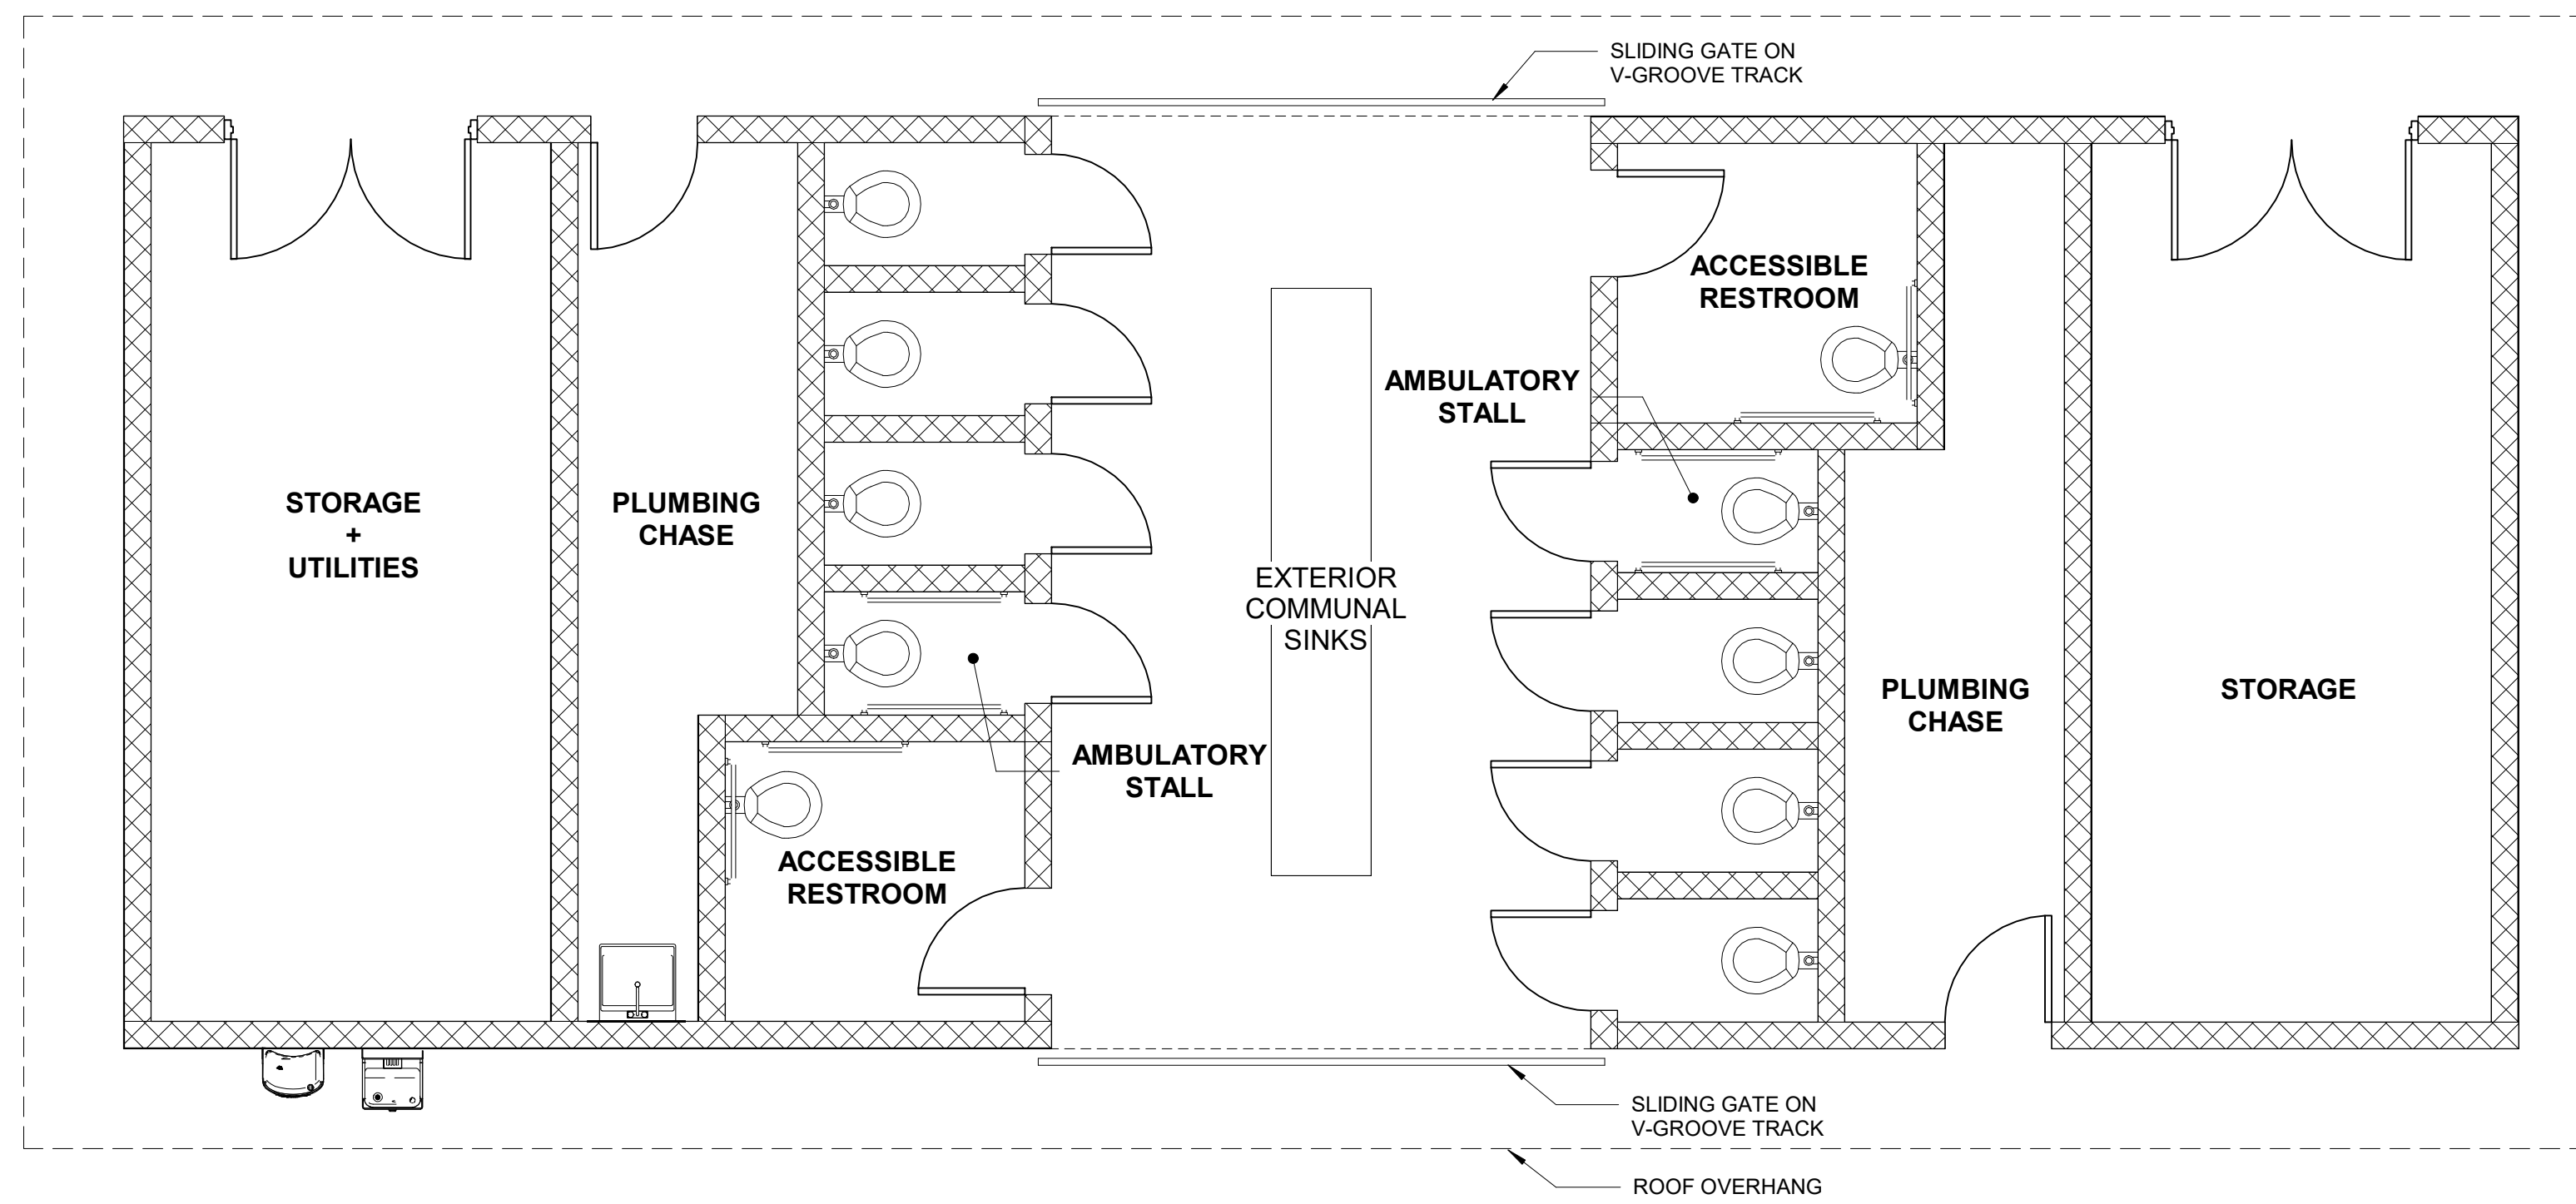 SLIDING GATE ON
V-GROOVE TRACK
ACCESSIBLE
RESTROOM
AMBULATORY
STALL
STORAGE
+
UTILITIES
PLUMBING
CHASE
EXTERIOR
COMMUNAL
SINKS
PLUMBING
CHASE
STORAGE
AMBULATORY
STALL
ACCESSIBLE
RESTROOM
SLIDING GATE ON
V-GROOVE TRACK
ROOF OVERHANG